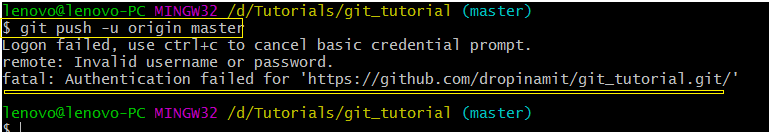 lenovo@lenovo-PC MINGW32 /d/Tutorials/git_tutorial (master)
$ git push -u origin master
Logon failed, use ctrl+c to cancel basic credential prompt.
remote: Invalid username or password.
fatal: Authentication failed for 'https://github.com/dropinamit/git_tutorial.git/'
lenovo@lenovo-PC MINGW32 /d/Tutorials/git_tutorial (master)
$